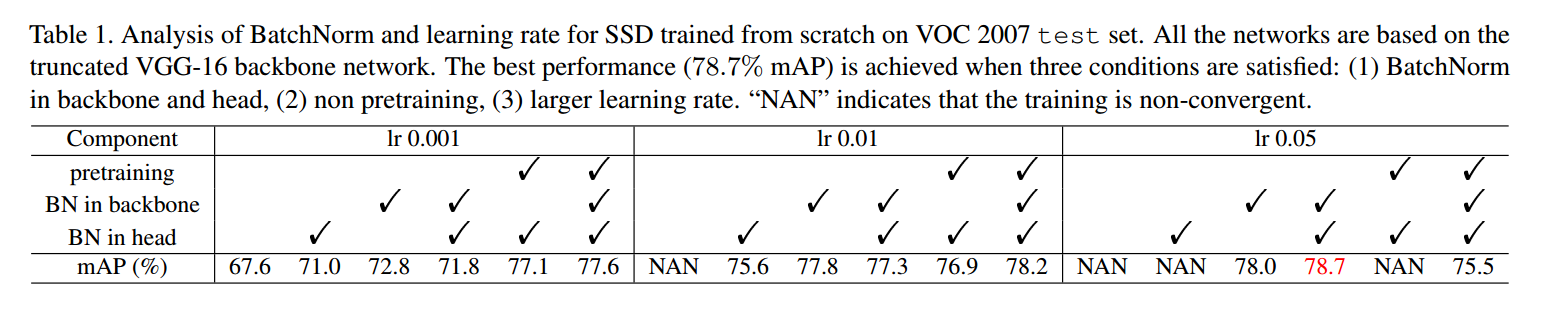 Table 1. Analysis of BatchNorm and learning rate for SSD trained from scratch on VOC 2007 test set. All the networks are based on the
truncated VGG-16 backbone network. The best performance (78.7% mAP) is achieved when three conditions are satisfied: (1) BatchNorm
in backbone and head, (2) non pretraining, (3) larger learning rate. “NAN” indicates that the training is non-convergent.
Component lr 0.001 lr 0.01 lr 0.05
pretraining ✓ ✓ ✓ ✓ ✓ ✓
BN in backbone ✓ ✓ ✓ ✓ ✓ ✓ ✓ ✓ ✓
BN in head ✓ ✓ ✓ ✓ ✓ ✓ ✓ ✓ ✓ ✓ ✓ ✓
mAP (%) 67.6 71.0 72.8 71.8 77.1 77.6 NAN 75.6 77.8 77.3 76.9 78.2 NAN NAN 78.0 78.7 NAN 75.5